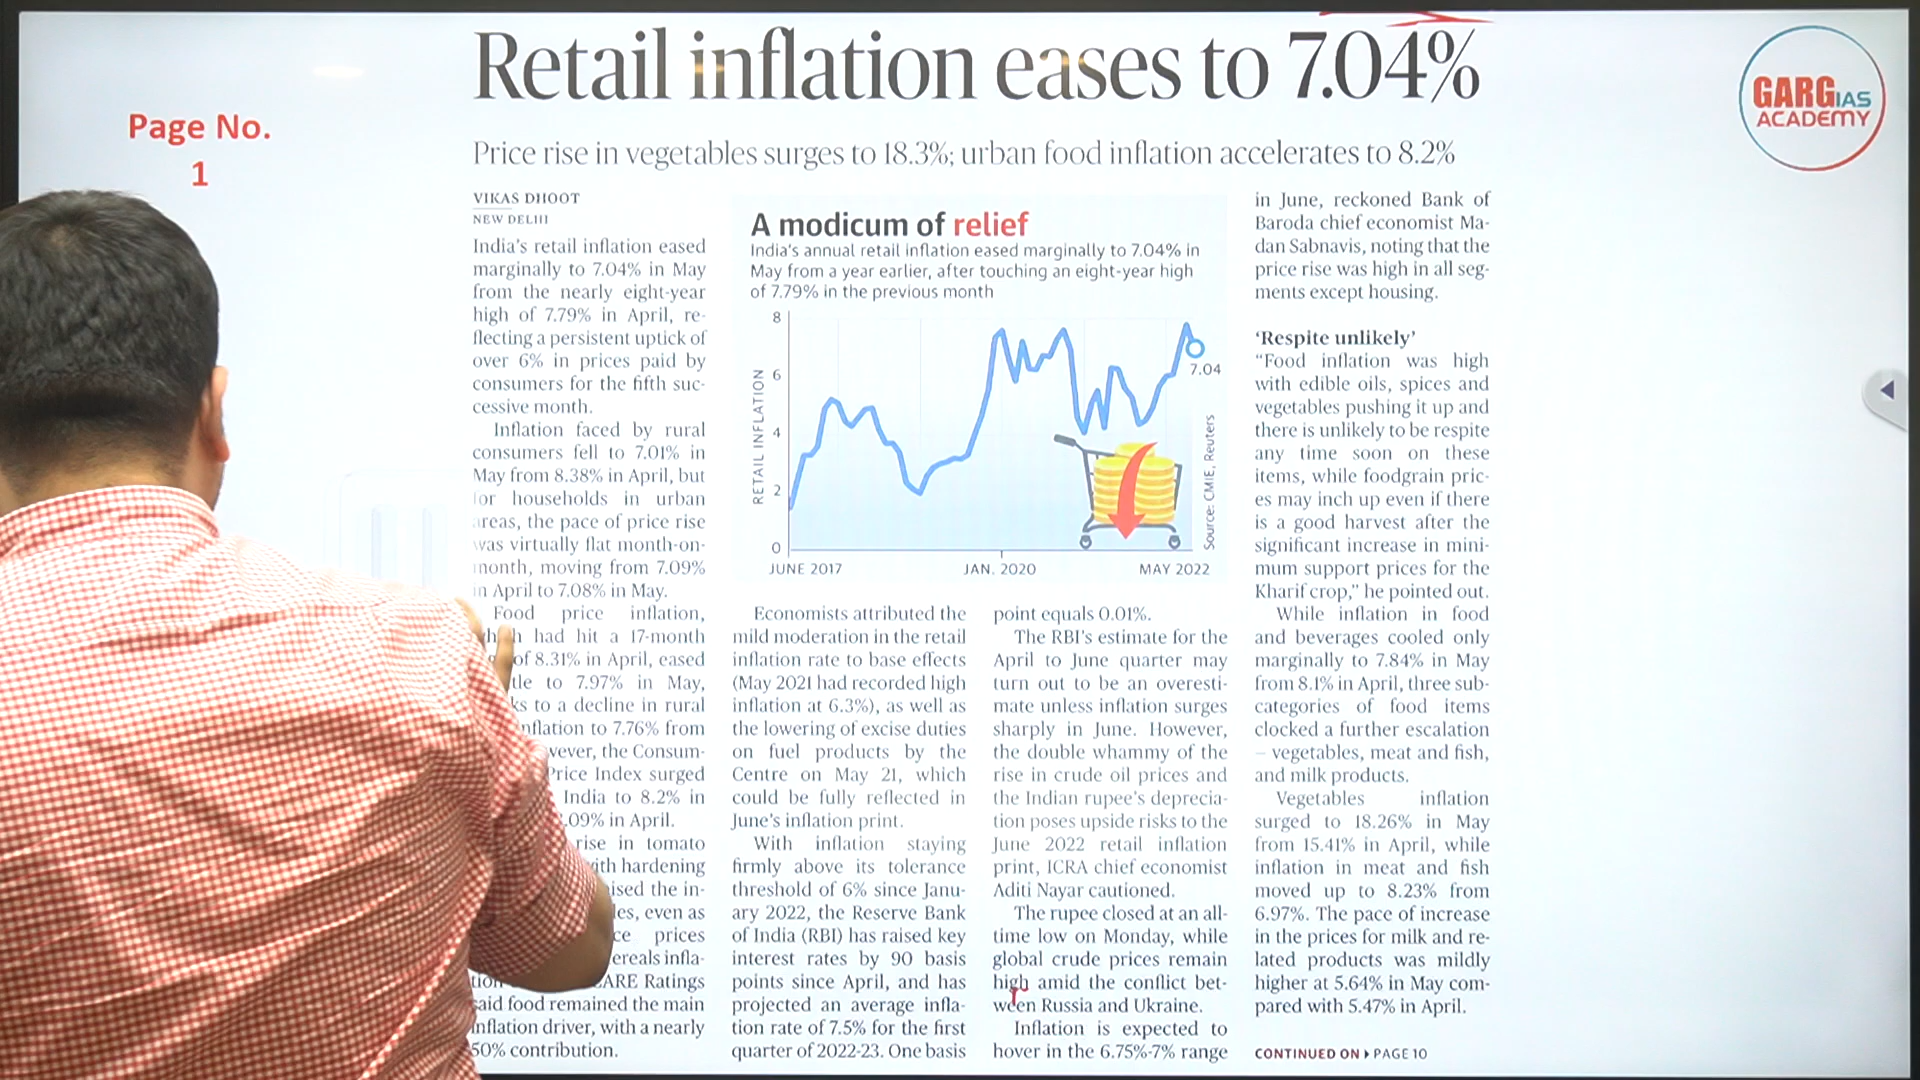 Retail inflation eases to 7.04%
GARG IAS
ACADEMY
Page No.
1
Price rise in vegetables surges to 18.3%; urban food inflation accelerates to 8.2%
VIKAS DHOOT
NEW DELHI
India's retail inflation eased
marginally to 7.04% in May
from the nearly eight-year
high of 7.79% in April, re-
flecting a persistent uptick of
over 6% in prices paid by
consumers for the fifth suc-
cessive month.
Inflation faced by rural
consumers fell to 7.01% in
May from 8.38% in April, but
for households in urban
areas, the pace of price rise
was virtually flat month-on-
month, moving from 7.09%
in April to 7.08% in May.
Food price inflation,
had hit a 17-month
of 8.31% in April, eased
to 7.97% in May,
to a decline in rural
inflation to 7.76% from
the Consum-
Price Index surged
India to 8.2% in
in April.
rise in tomato
hardening
the in-
even as
prices
infla-
CARE Ratings
said food remained the main
inflation driver, with a nearly
50% contribution.
A modicum of relief
India's annual retail inflation eased marginally to 7.04% in
May from a year earlier, after touching an eight-year high
of 7.79% in the previous month
RETAIL INFLATION
8
6
4
2
0
7.04
JUNE 2017 JAN. 2020 MAY 2022
Source: CMIE, Reuters
Economists attributed the
mild moderation in the retail
inflation rate to base effects
(May 2021 had recorded high
inflation at 6.3%), as well as
the lowering of excise duties
on fuel products by the
Centre on May 21, which
could be fully reflected in
June's inflation print.
With inflation staying
firmly above its tolerance
threshold of 6% since Janu-
ary 2022, the Reserve Bank
of India (RBI) has raised key
interest rates by 90 basis
points since April, and has
projected an average infla-
tion rate of 7.5% for the first
quarter of 2022-23. One basis
point equals 0.01%.
The RBI's estimate for the
April to June quarter may
turn out to be an overesti-
mate unless inflation surges
sharply in June. However,
the double whammy of the
rise in crude oil prices and
the Indian rupee's deprecia-
tion poses upside risks to the
June 2022 retail inflation
print, ICRA chief economist
Aditi Nayar cautioned.
The rupee closed at an all-
time low on Monday, while
global crude prices remain
high amid the conflict bet-
ween Russia and Ukraine.
Inflation is expected to
hover in the 6.75%-7% range
in June, reckoned Bank of
Baroda chief economist Ma-
dan Sabnavis, noting that the
price rise was high in all seg-
ments except housing.
'Respite unlikely'
"Food inflation was high
with edible oils, spices and
vegetables pushing it up and
there is unlikely to be respite
any time soon on these
items, while foodgrain pric-
es may inch up even if there
is a good harvest after the
significant increase in mini-
mum support prices for the
Kharif crop," he pointed out.
While inflation in food
and beverages cooled only
marginally to 7.84% in May
from 8.1% in April, three sub-
categories of food items
clocked a further escalation
– vegetables, meat and fish,
and milk products.
Vegetables inflation
surged to 18.26% in May
from 15.41% in April, while
inflation in meat and fish
moved up to 8.23% from
6.97%. The pace of increase
in the prices for milk and re-
lated products was mildly
higher at 5.64% in May com-
pared with 5.47% in April.
CONTINUED ON PAGE 10